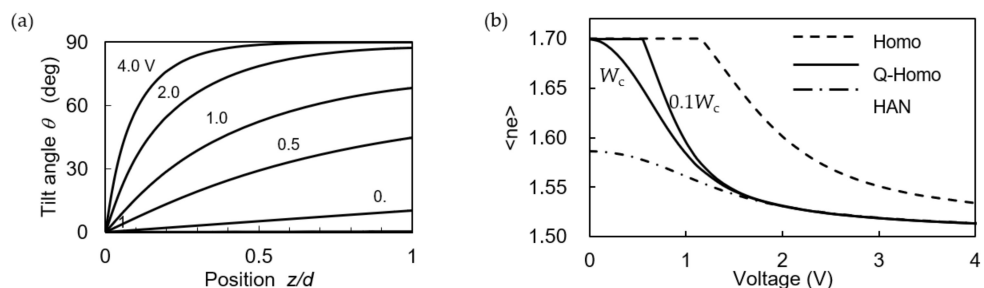 (a)
90
60
30
0
Tilt angle θ (deg)
4.0 V
2.0
1.0
0.5
0.
1
0
0.5
1
Position z/d
(b)
1.70
1.65
1.60
1.55
1.50
<ne>
Wc
0.1Wc
Homo
Q-Homo
HAN
0
1
2
3
4
Voltage (V)